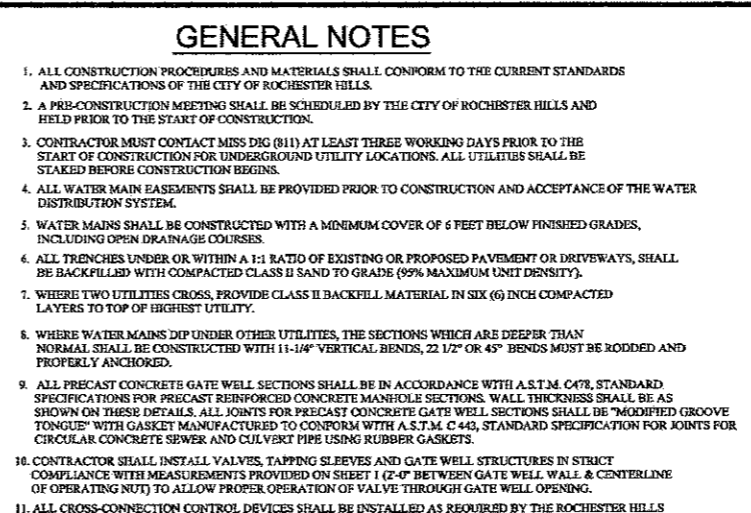 GENERAL NOTES
1. ALL CONSTRUCTION PROCEDURES AND MATERIALS SHALL CONFORM TO THE CURRENT STANDARDS
AND SPECIFICATIONS OF THE CITY OF ROCHESTER HILLS.
2. A PRE-CONSTRUCTION MEETING SHALL BE SCHEDULED BY THE CITY OF ROCHESTER HILLS AND
HELD PRIOR TO THE START OF CONSTRUCTION.
3. CONTRACTOR MUST CONTACT MISS DIG (811) AT LEAST THREE WORKING DAYS PRIOR TO THE
START OF CONSTRUCTION FOR UNDERGROUND UTILITY LOCATIONS. ALL UTILITIES SHALL BE
STAKED BEFORE CONSTRUCTION BEGINS.
4. ALL WATER MAIN EASEMENTS SHALL BE PROVIDED PRIOR TO CONSTRUCTION AND ACCEPTANCE OF THE WATER
DISTRIBUTION SYSTEM.
5. WATER MAINS SHALL BE CONSTRUCTED WITH A MINIMUM COVER OF 6 FEET BELOW FINISHED GRADES,
INCLUDING OPEN DRAINAGE COURSES.
6. ALL TRENCHES UNDER OR WITHIN A 1:1 RATIO OF EXISTING OR PROPOSED PAVEMENT OR DRIVEWAYS, SHALL
BE BACKFILLED WITH COMPACTED CLASS II SAND TO GRADE (95% MAXIMUM UNIT DENSITY).
7. WHERE TWO UTILITIES CROSS, PROVIDE CLASS II BACKFILL MATERIAL IN SIX (6) INCH COMPACTED
LAYERS TO TOP OF HIGHEST UTILITY.
8. WHERE WATER MAINS DIP UNDER OTHER UTILITIES, THE SECTIONS WHICH ARE DEEPER THAN
NORMAL SHALL BE CONSTRUCTED WITH 11-1/4° VERTICAL BENDS, 22 1/2° OR 45° BENDS MUST BE RODDED AND
PROPERLY ANCHORED.
9. ALL PRECAST CONCRETE GATE WELL SECTIONS SHALL BE IN ACCORDANCE WITH A.S.T.M. C478, STANDARD
SPECIFICATIONS FOR PRECAST REINFORCED CONCRETE MANHOLE SECTIONS. WALL THICKNESS SHALL BE AS
SHOWN ON THESE DETAILS. ALL JOINTS FOR PRECAST CONCRETE GATE WELL SECTIONS SHALL BE "MODIFIED GROOVE
TONGUE" WITH GASKET MANUFACTURED TO CONFORM WITH A.S.T.M. C 443, STANDARD SPECIFICATION FOR JOINTS FOR
CIRCULAR CONCRETE SEWER AND CULVERT PIPE USING RUBBER GASKETS.
10. CONTRACTOR SHALL INSTALL VALVES, TAPPING SLEEVES AND GATE WELL STRUCTURES IN STRICT
COMPLIANCE WITH MEASUREMENTS PROVIDED ON SHEET 1 (2'-0" BETWEEN GATE WELL WALL & CENTERLINE
OF OPERATING NUT) TO ALLOW PROPER OPERATION OF VALVE THROUGH GATE WELL OPENING.
11. ALL CROSS-CONNECTION CONTROL DEVICES SHALL BE INSTALLED AS REQUIRED BY THE ROCHESTER HILLS